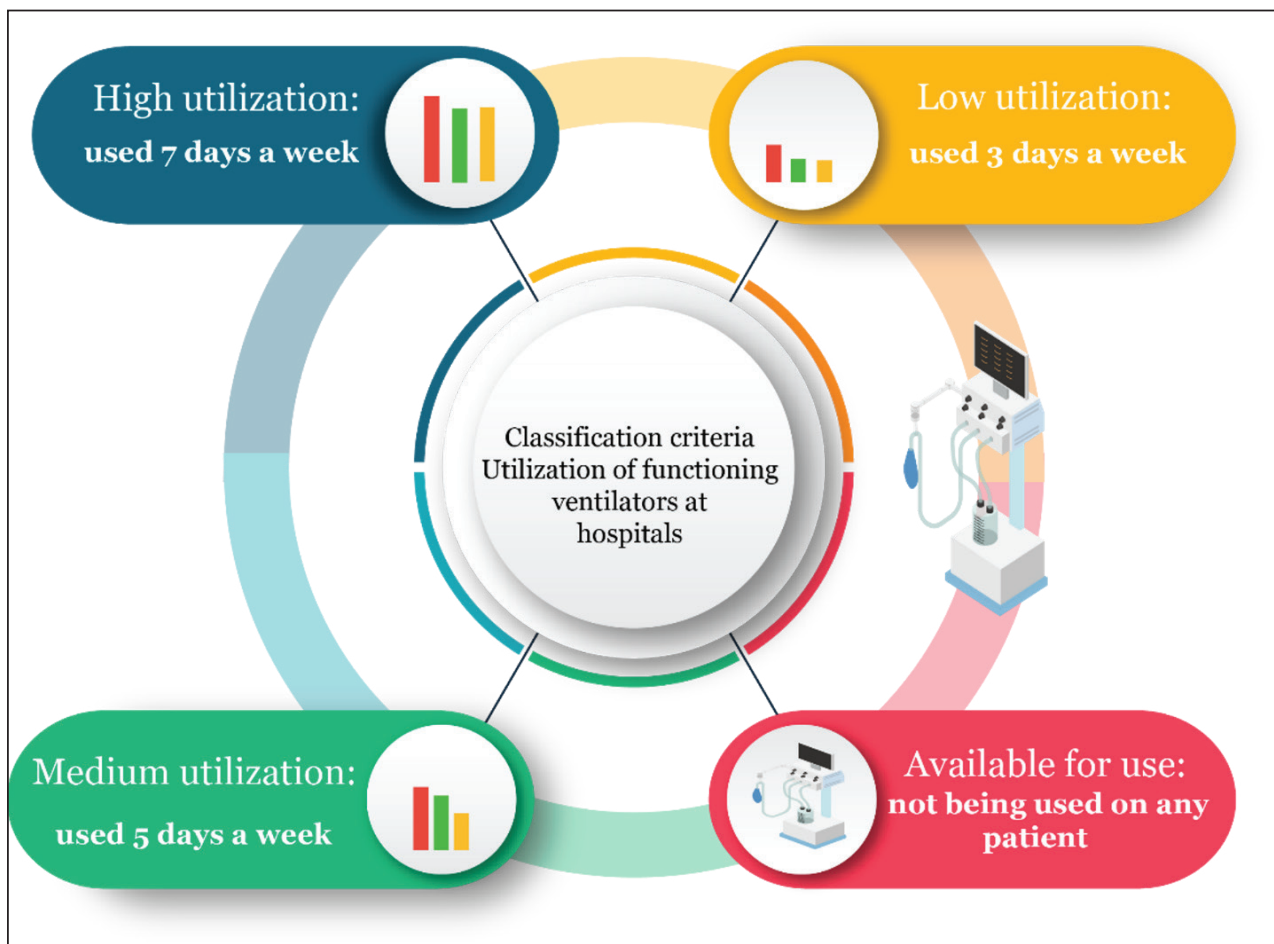 High utilization:
used 7 days a week
Low utilization:
used 3 days a week
Classification criteria
Utilization of functioning
ventilators at
hospitals
Medium utilization:
used 5 days a week
Available for use:
not being used on any
patient